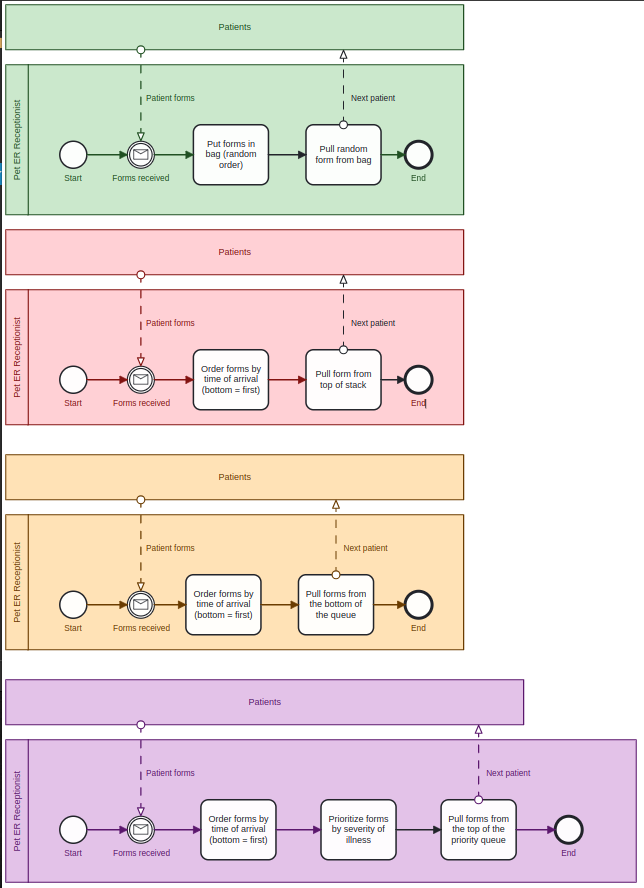 Patients
Pet ER Receptionist
Patient forms
Next patient
Start
Forms received
Put forms in
bag (random
order)
Pull random
form from bag
End
Patients
Pet ER Receptionist
Patient forms
Next patient
Start
Forms received
Order forms by
time of arrival
(bottom = first)
Pull form from
top of stack
End
Patients
Pet ER Receptionist
Patient forms
Next patient
Start
Forms received
Order forms by
time of arrival
(bottom = first)
Pull forms from
the bottom of
the queue
End
Patients
Pet ER Receptionist
Patient forms
Next patient
Start
Forms received
Order forms by
time of arrival
(bottom = first)
Prioritize forms
by severity of
illness
Pull forms from
the top of the
priority queue
End